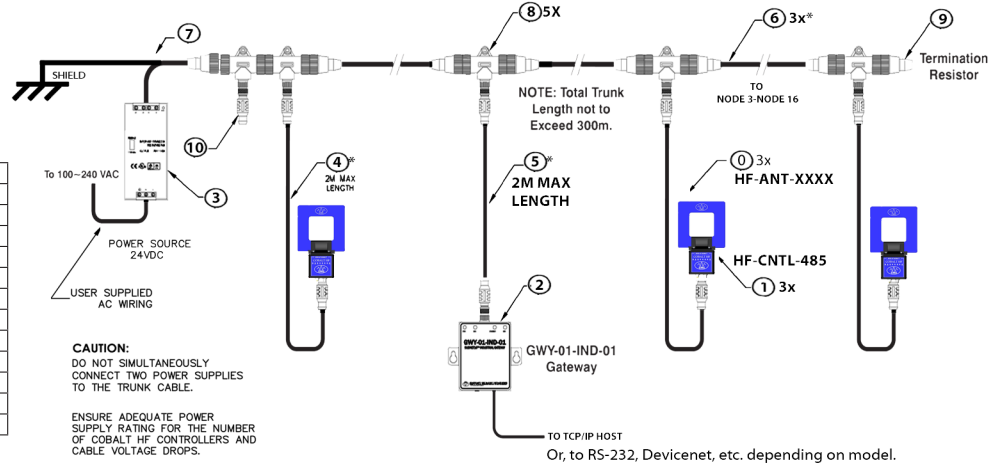 7
8 5X
6 3x*
9
Termination
Resistor
SHIELD
TO
NODE 3-NODE 16
NOTE: Total Trunk
Length not to
Exceed 300m.
10
4*
2M MAX
LENGTH
5*
2M MAX
LENGTH
0 3x
HF-ANT-XXXX
To 100~240 VAC
3
POWER SOURCE
24VDC
HF-CNTL-485
1 3x
2
USER SUPPLIED
AC WIRING
GWY-01-IND-01
GWY-01-IND-01
Gateway
CAUTION:
DO NOT SIMULTANEOUSLY
CONNECT TWO POWER SUPPLIES
TO THE TRUNK CABLE.
ENSURE ADEQUATE POWER
SUPPLY RATING FOR THE NUMBER
OF COBALT HF CONTROLLERS AND
CABLE VOLTAGE DROPS.
TO TCP/IP HOST
Or, to RS-232, Devicenet, etc. depending on model.